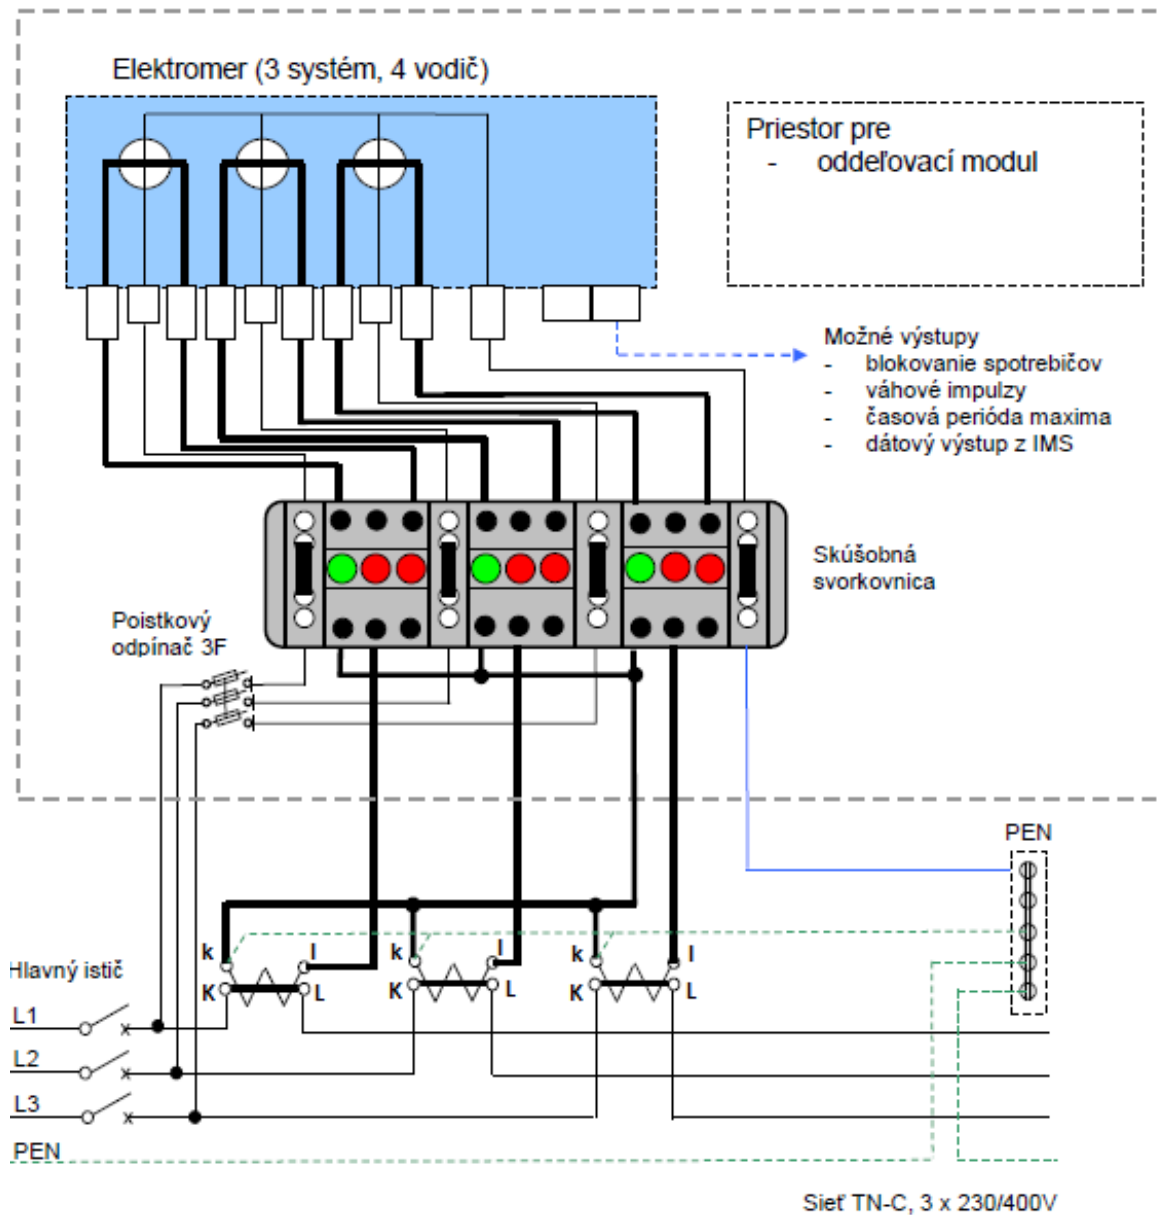 Elektromer (3 systém, 4 vodič)
Priestor pre
- oddeľovací modul
Možné výstupy
- blokovanie spotrebičov
- váhové impulzy
- časová perióda maxima
- dátový výstup z IMS
Skúšobná
svorkovnica
Poistkový
odpínač 3F
PEN
k l k l k l
Hlavný istič
K L K L K L
L1
L2
L3
PEN
Sieť TN-C, 3 x 230/400V